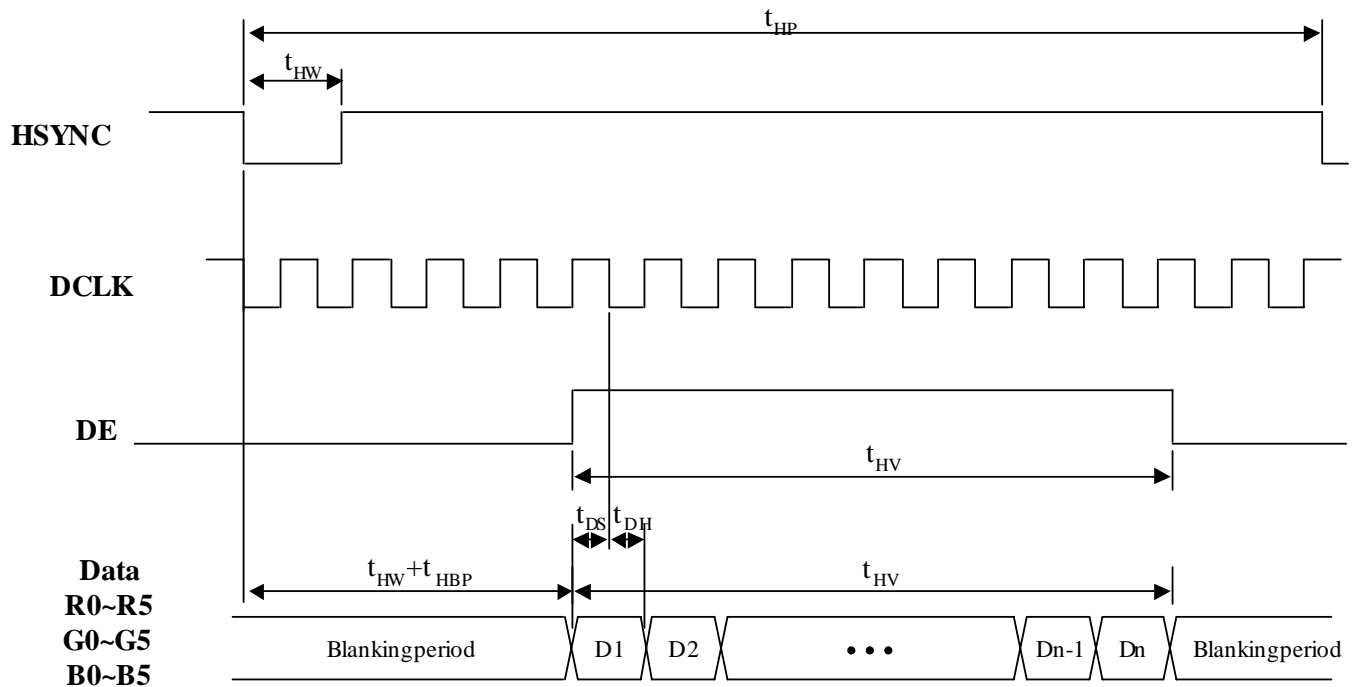 tHP
tHW
HSYNC
DCLK
DE
tHV
tDS tDH
Data
R0~R5
G0~G5
B0~B5
tHW+tHBP
tHV
Blankingperiod D1 D2 ••• Dn-1 Dn Blankingperiod